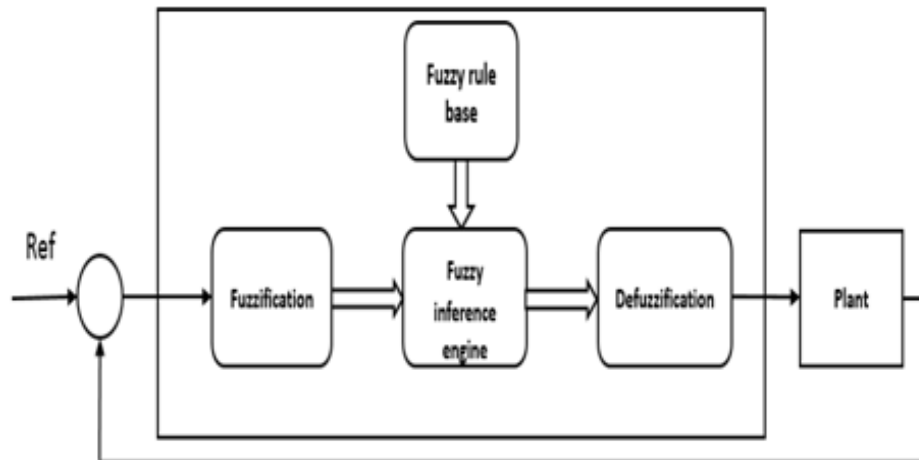 Fuzzy rule
base
Ref
Fuzzification
Fuzzy
inference
engine
Defuzzification
Plant